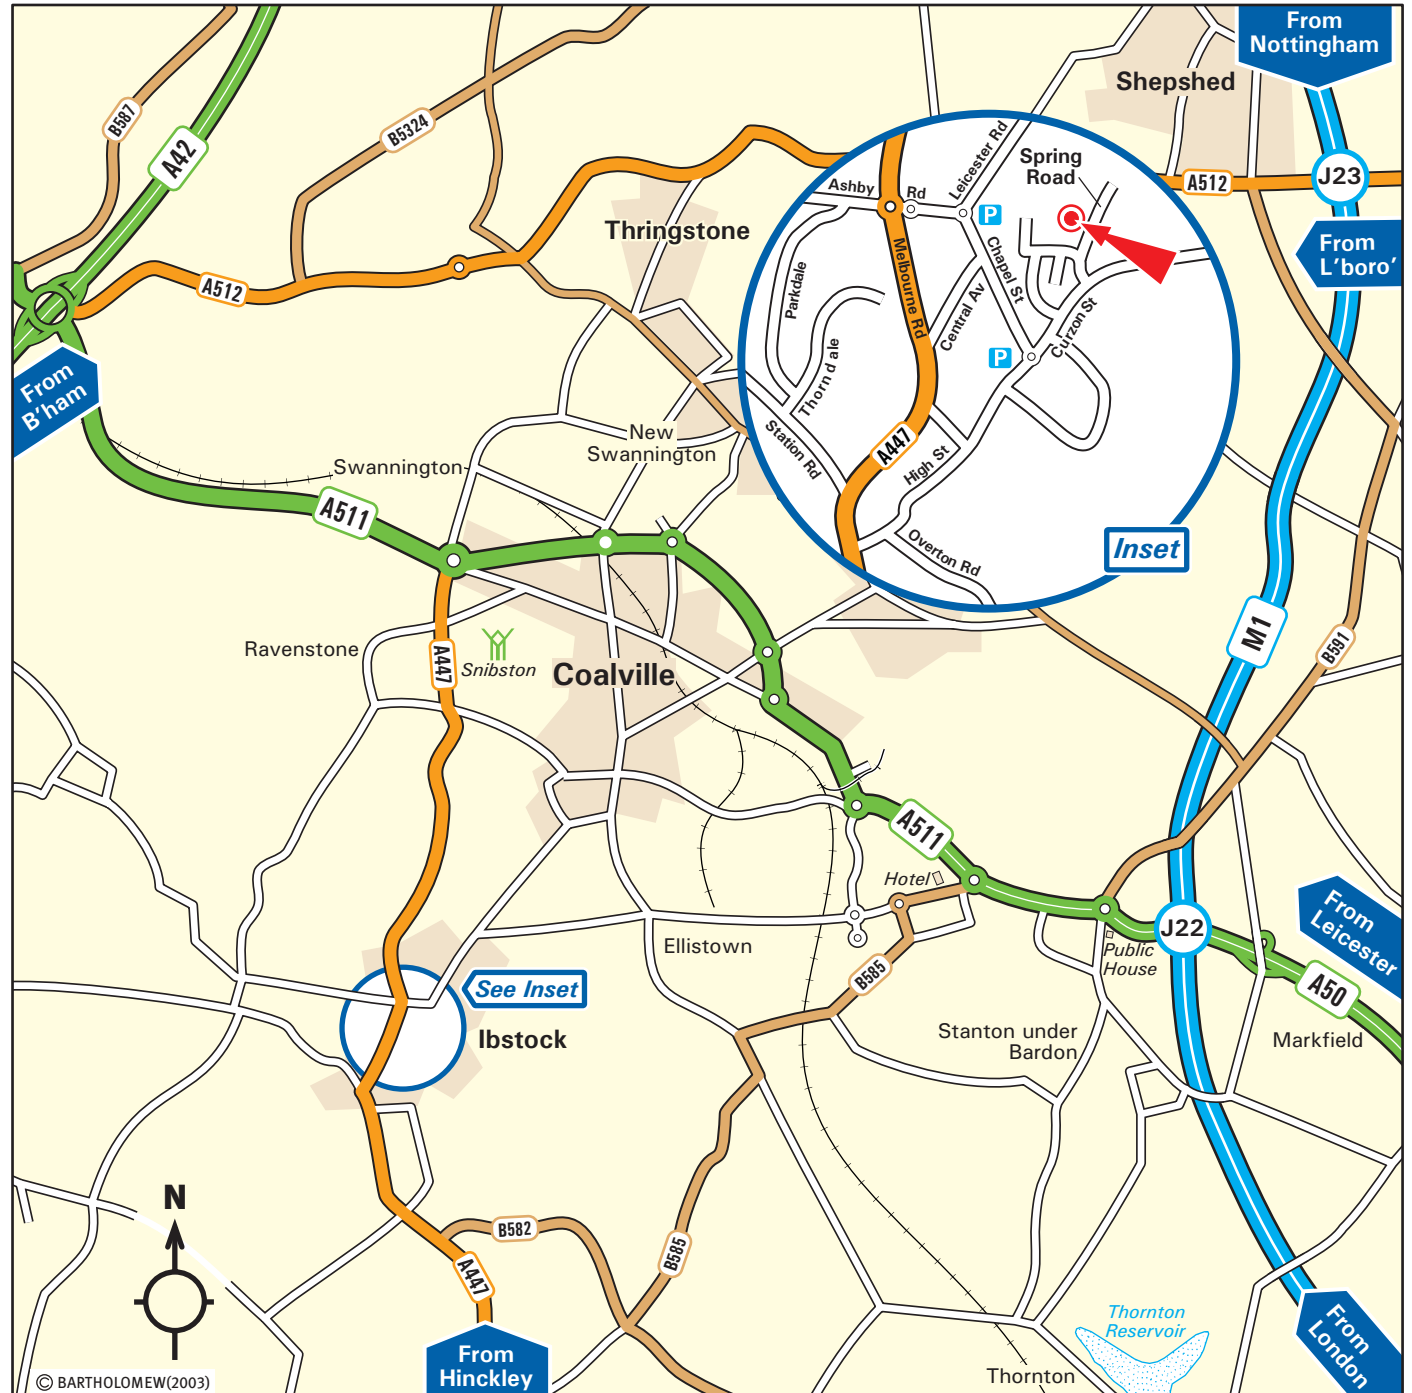 From
Nottingham
Shepshed
B587
A42
B5324
A512
J23
From
L'boro'
Thringstone
A512
From
B'ham
Spring
Road
Leicester Rd
Ashby
Rd
P
Chapel St
Melbourne Rd
Parkdale
Central Av
Curzon St
Thorndale
P
Station Rd
A447
High St
Overton Rd
Inset
New
Swannington
Swannington
A511
M1
B591
Ravenstone
A447
Snibston
Coalville
A511
Hotel
From
Leicester
J22
Public
House
A50
Ellistown
B585
See Inset
Ibstock
Stanton under
Bardon
Markfield
N
B582
B585
A447
From
Hinckley
Thornton
Reservoir
Thornton
From
London
© BARTHOLOMEW(2003)